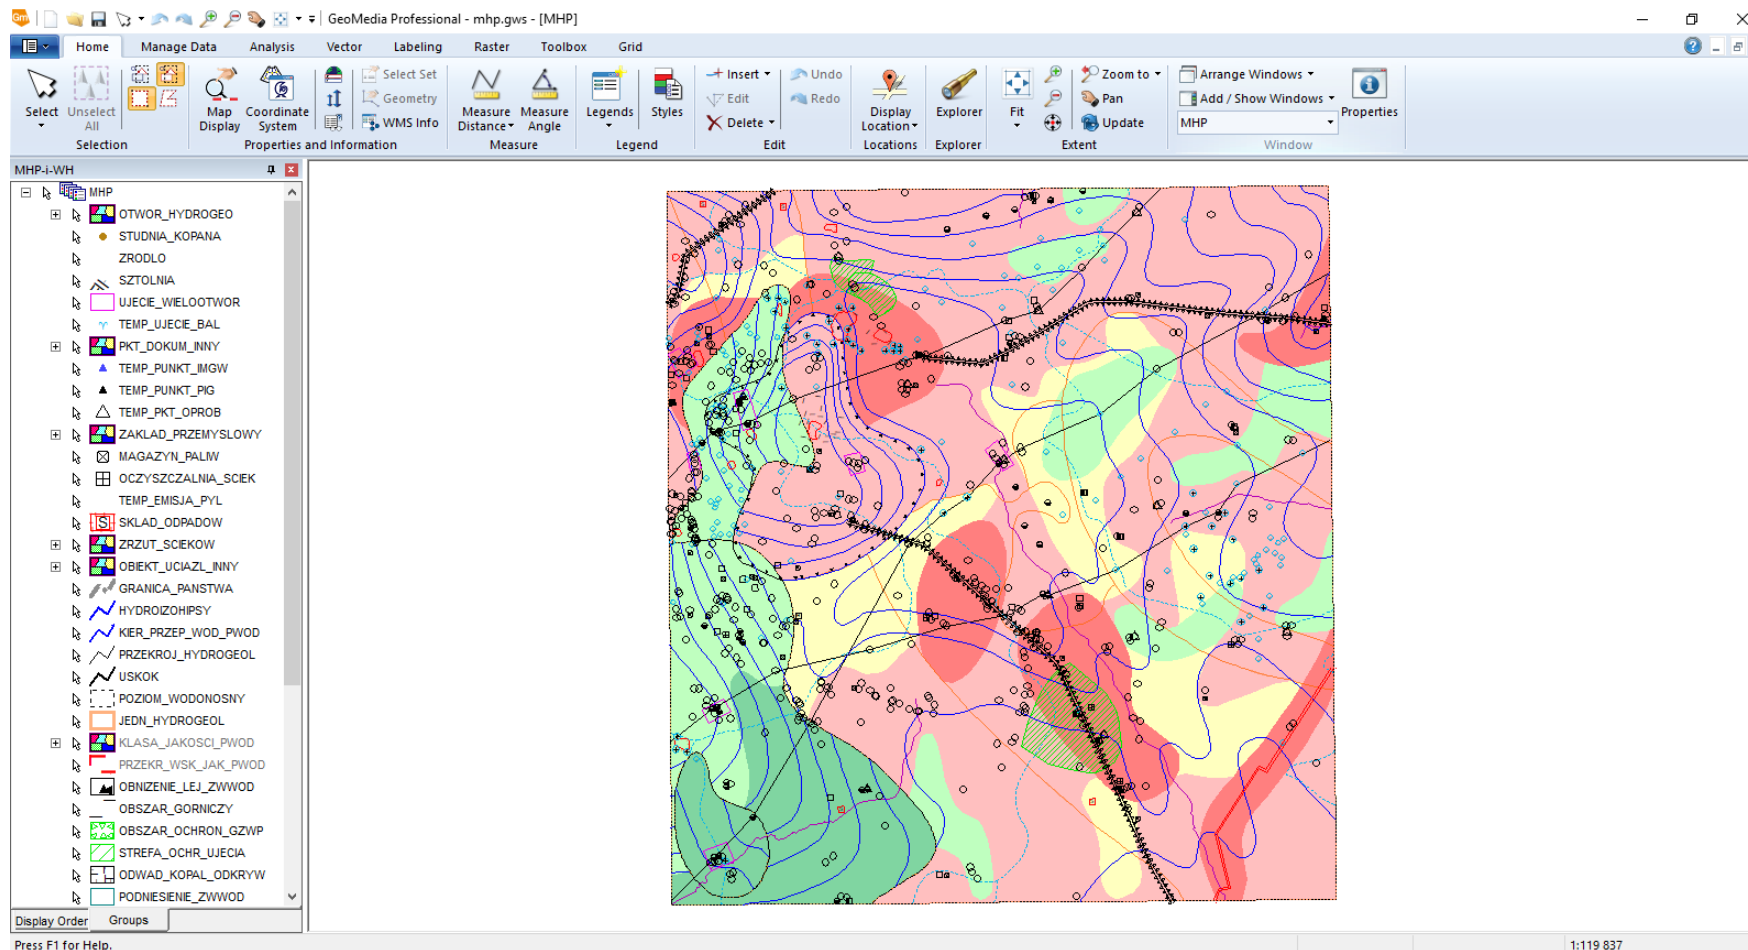 Gm GeoMedia Professional - mhp.gws - [MHP]
Home Manage Data Analysis Vector Labeling Raster Toolbox Grid
Select Unselect All
Selection
Map Display Coordinate System Select Set Geometry WMS Info
Properties and Information
Measure Distance Measure Angle
Measure
Legends Styles
Legend
Insert Edit Delete Undo Redo
Edit
Display Location
Locations
Explorer
Explorer
Fit Zoom to Pan Update
Extent
Arrange Windows Add / Show Windows MHP Properties
Window
MHP-i-WH
MHP
OTWOR_HYDROGEO
STUDNIA_KOPANA
ZRODLO
SZTOLNIA
UJECIE_WIELOOTWOR
TEMP_UJECIE_BAL
PKT_DOKUM_INNY
TEMP_PUNKT_IMGW
TEMP_PUNKT_PIG
TEMP_PKT_OPROB
ZAKLAD_PRZEMYSLOWY
MAGAZYN_PALIW
OCZYSZCZALNIA_SCIEK
TEMP_EMISJA_PYL
S SKLAD_ODPADOW
ZRZUT_SCIEKOW
OBIEKT_UCIAZL_INNY
GRANICA_PANSTWA
HYDROIZOHIPSY
KIER_PRZEP_WOD_PWOD
PRZEKROJ_HYDROGEOL
USKOK
POZIOM_WODONOSNY
JEDN_HYDROGEOL
KLASA_JAKOSCI_PWOD
PRZEKR_WSK_JAK_PWOD
OBNIZENIE_LEJ_ZWWOD
OBSZAR_GORNICZY
OBSZAR_OCHRON_GZWP
STREFA_OCHR_UJECIA
ODWAD_KOPAL_ODKRYW
PODNIESIENIE_ZWWOD
Display Order Groups
Press F1 for Help. 1:119 837